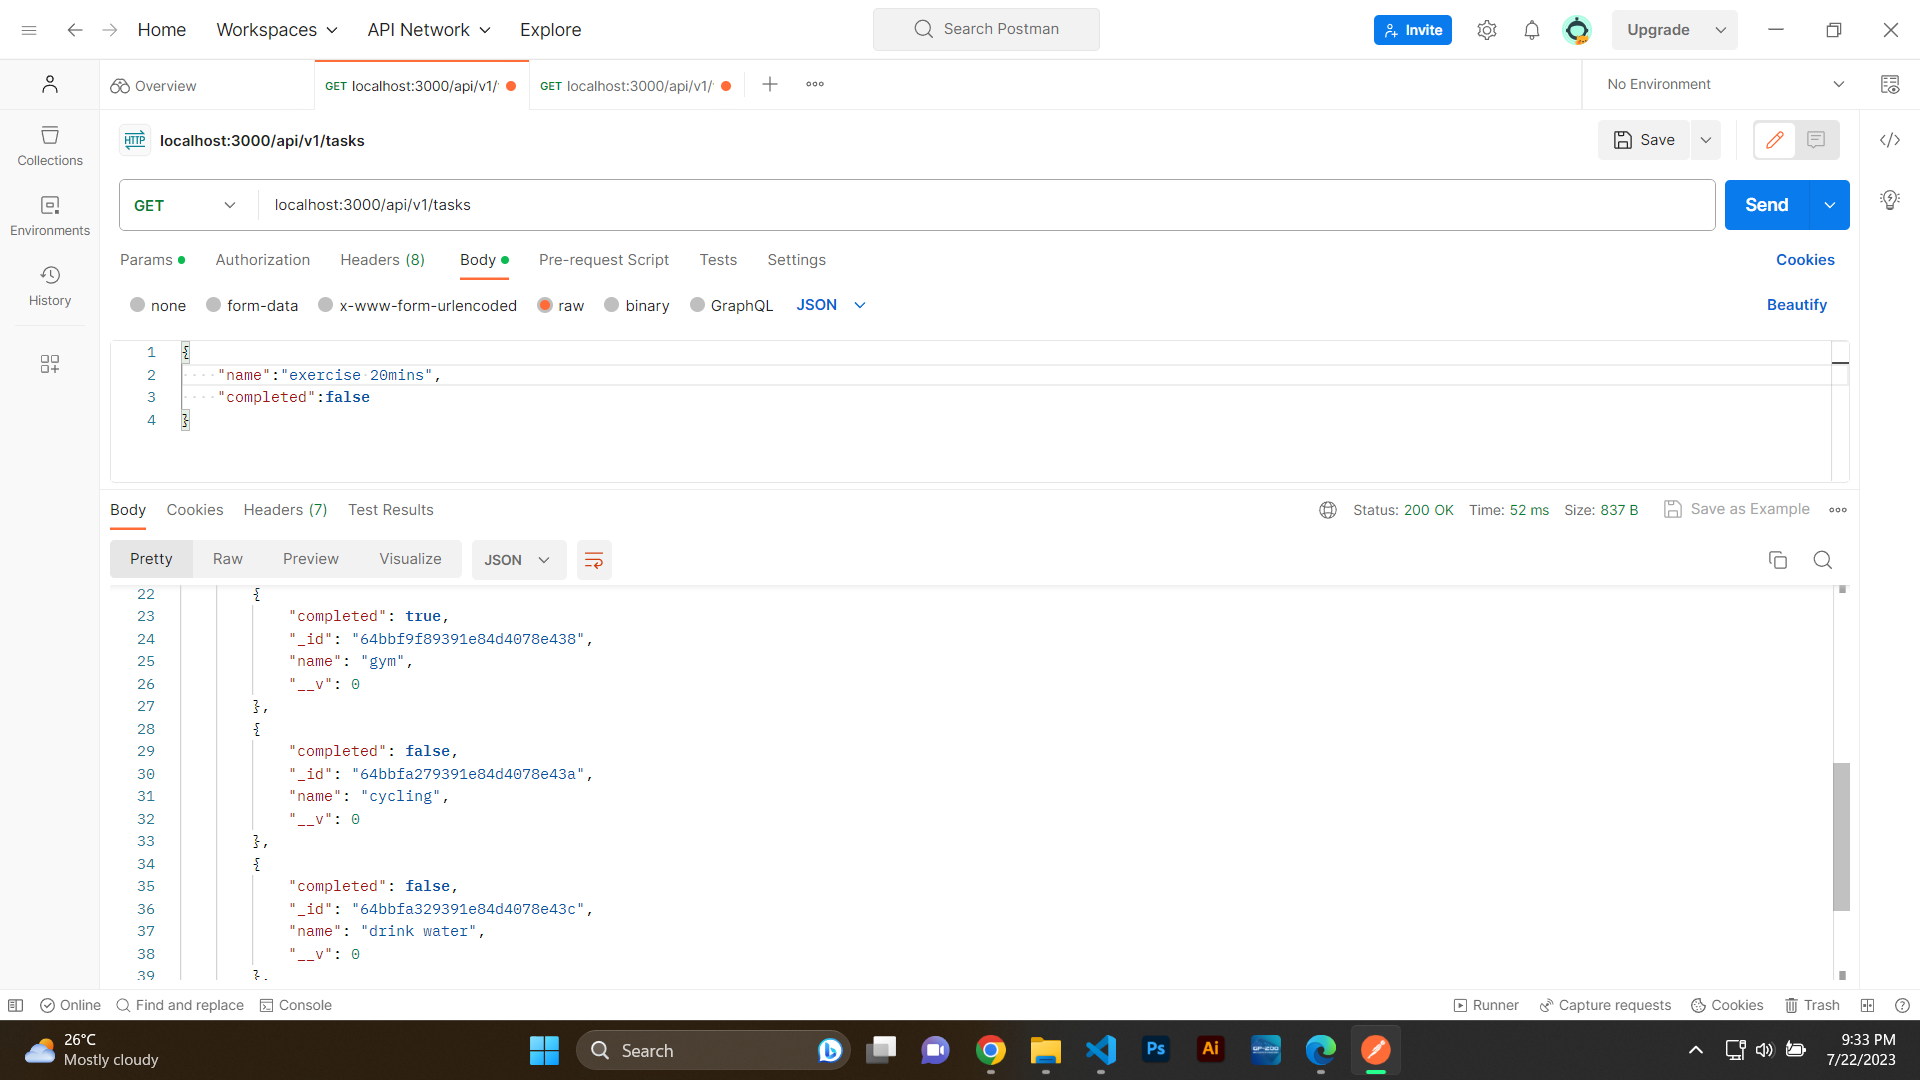 Home Workspaces API Network Explore Search Postman Invite Upgrade
Overview GET localhost:3000/api/v1/ GET localhost:3000/api/v1/ No Environment
HTTP localhost:3000/api/v1/tasks Save
Collections
GET localhost:3000/api/v1/tasks Send
Environments
Params Authorization Headers (8) Body Pre-request Script Tests Settings Cookies
History
none form-data x-www-form-urlencoded raw binary GraphQL JSON Beautify
1 {
2 "name":"exercise 20mins",
3 "completed":false
4 }
Body Cookies Headers (7) Test Results Status: 200 OK Time: 52 ms Size: 837 B Save as Example
Pretty Raw Preview Visualize JSON
22 {
23 "completed": true,
24 "_id": "64bbf9f89391e84d4078e438",
25 "name": "gym",
26 "__v": 0
27 },
28 {
29 "completed": false,
30 "_id": "64bbfa279391e84d4078e43a",
31 "name": "cycling",
32 "__v": 0
33 },
34 {
35 "completed": false,
36 "_id": "64bbfa329391e84d4078e43c",
37 "name": "drink water",
38 "__v": 0
39 },
Online Find and replace Console Runner Capture requests Cookies Trash
26°C
Mostly cloudy
Search
Ps
Ai
9:33 PM
7/22/2023